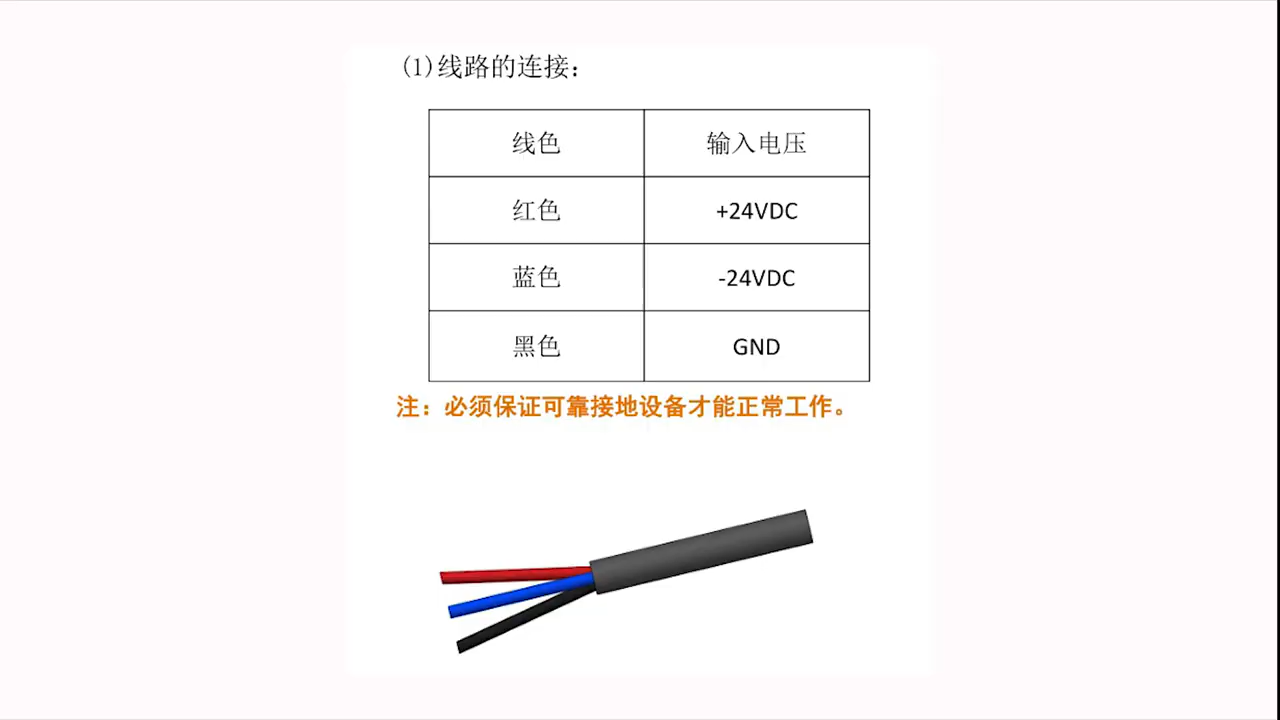 (1)线路的连接：
线色 输入电压
红色 +24VDC
蓝色 -24VDC
黑色 GND
注：必须保证可靠接地设备才能正常工作。